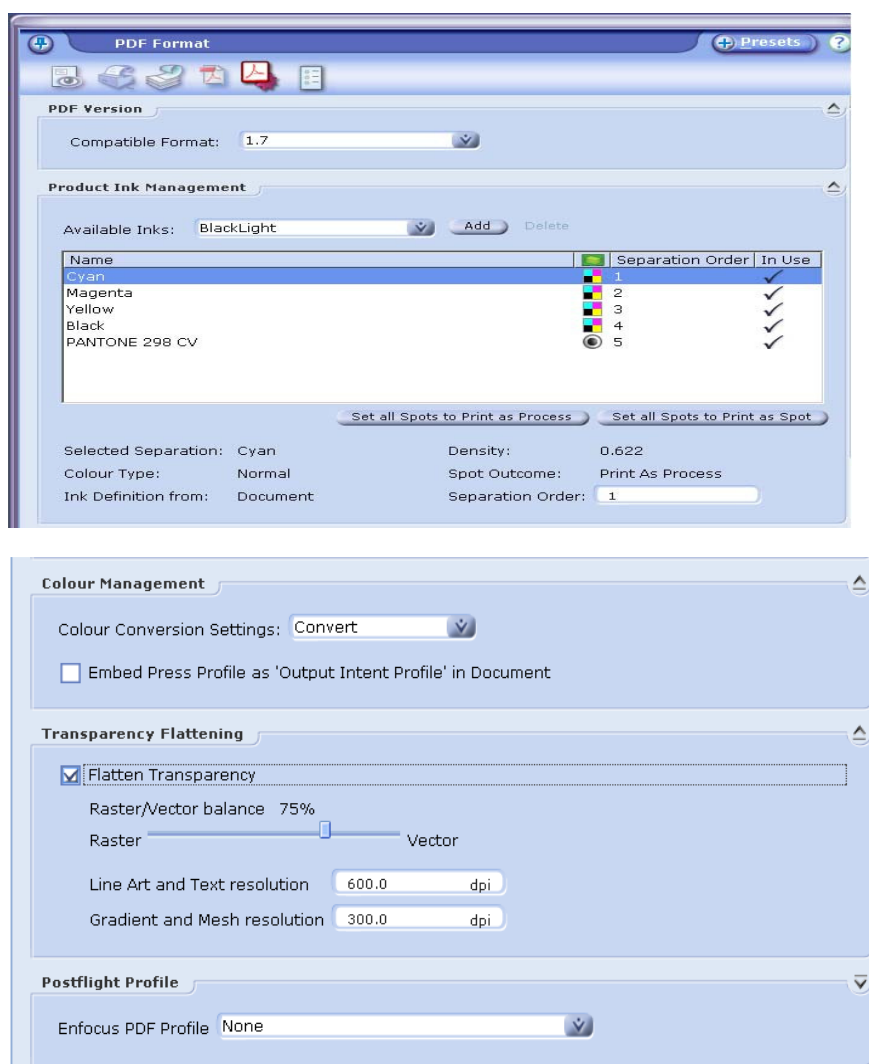 PDF Format Presets ?
PDF Version
Compatible Format: 1.7
Product Ink Management
Available Inks: BlackLight Add Delete
Name Separation Order In Use
Cyan 1
Magenta 2
Yellow 3
Black 4
PANTONE 298 CV 5
Set all Spots to Print as Process Set all Spots to Print as Spot
Selected Separation: Cyan Density: 0.622
Colour Type: Normal Spot Outcome: Print As Process
Ink Definition from: Document Separation Order: 1
Colour Management
Colour Conversion Settings: Convert
Embed Press Profile as 'Output Intent Profile' in Document
Transparency Flattening
Flatten Transparency
Raster/Vector balance 75%
Raster Vector
Line Art and Text resolution 600.0 dpi
Gradient and Mesh resolution 300.0 dpi
Postflight Profile
Enfocus PDF Profile None